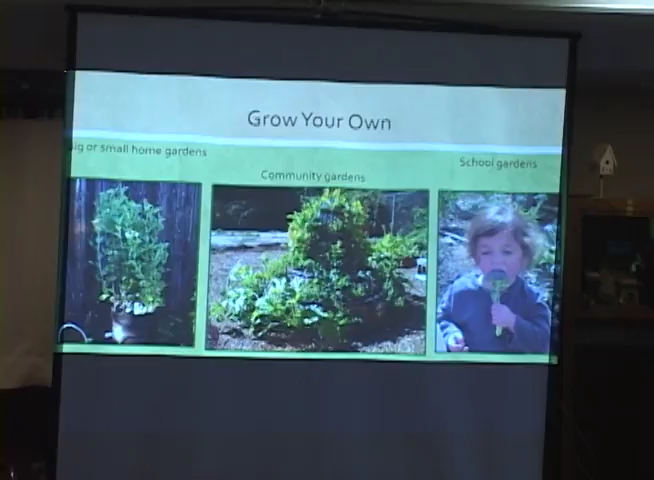 Grow Your Own
ig or small home gardens
Community gardens
School gardens